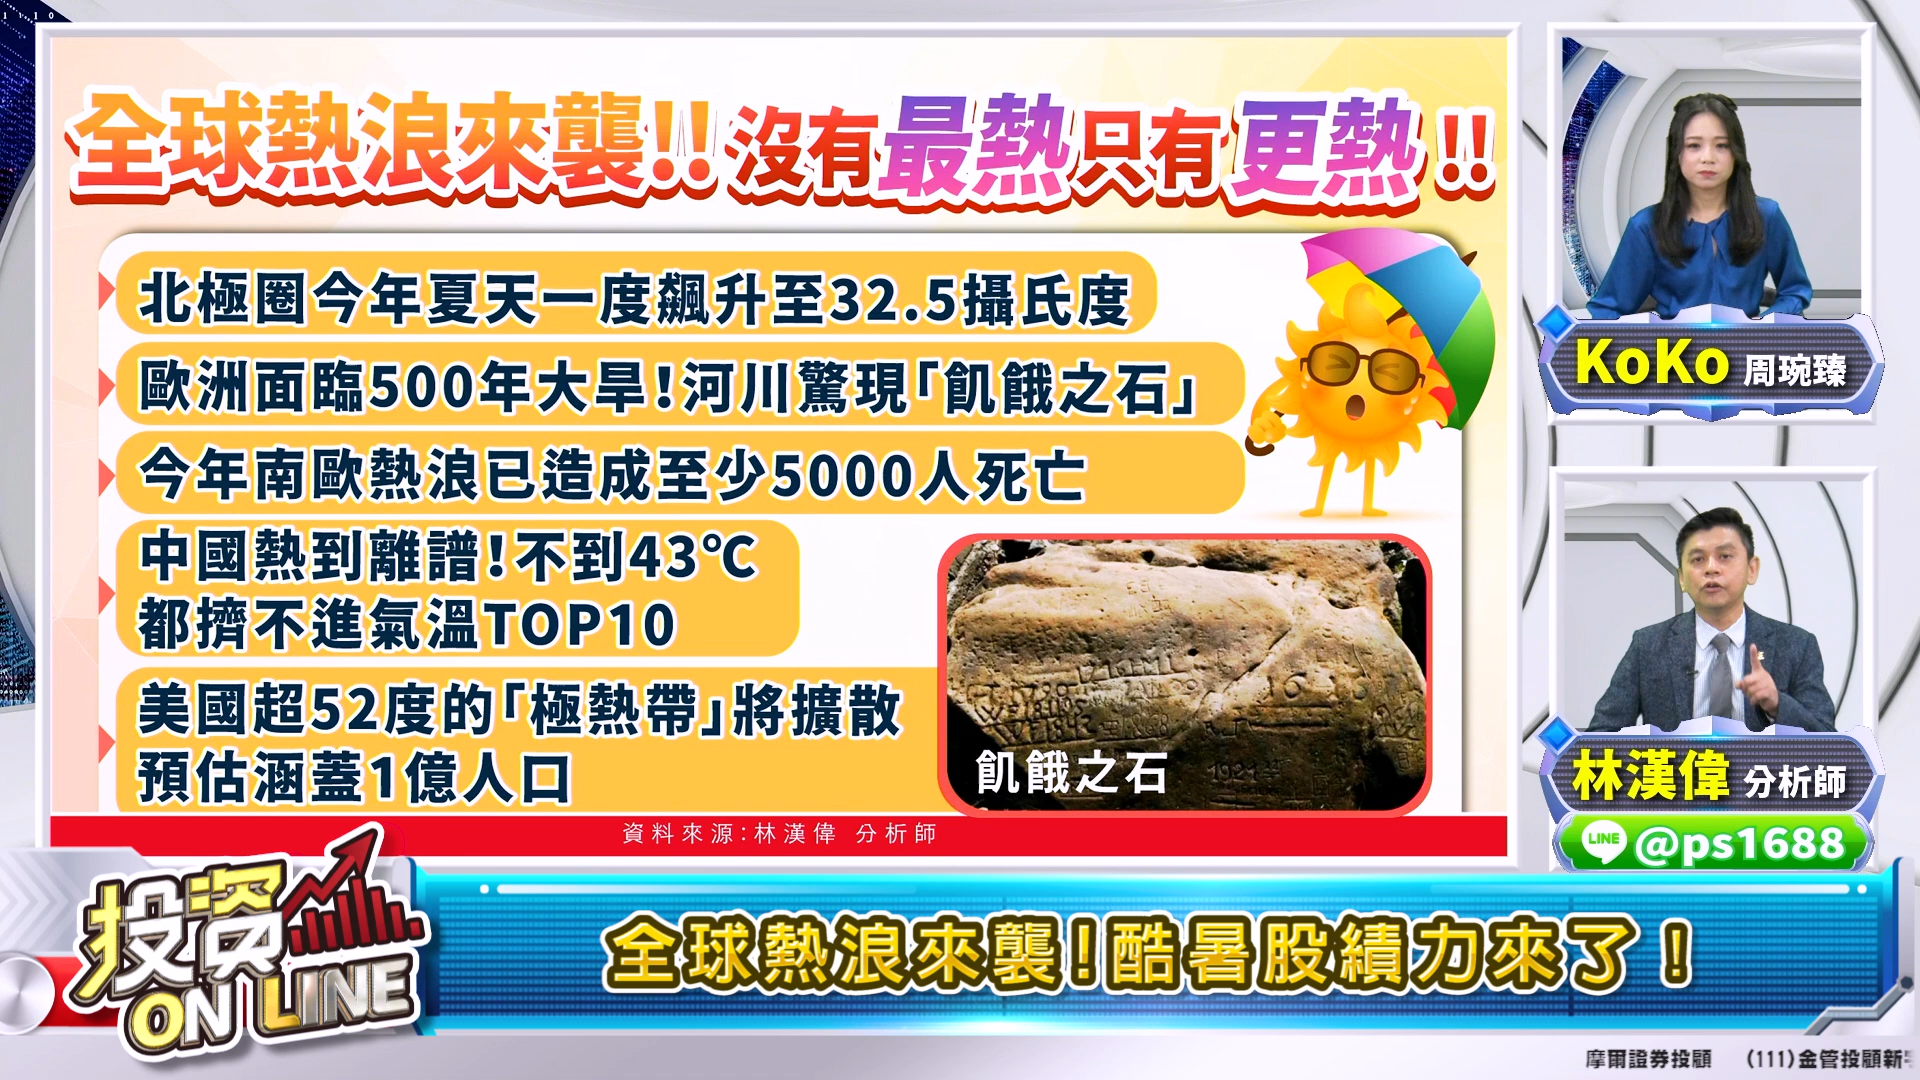 全球熱浪來襲!! 沒有最熱只有更熱!!
北極圈今年夏天一度飆升至32.5攝氏度
歐洲面臨500年大旱!河川驚現「飢餓之石」
今年南歐熱浪已造成至少5000人死亡
中國熱到離譜!不到43℃
都擠不進氣溫TOP10
美國超52度的「極熱帶」將擴散
預估涵蓋1億人口
飢餓之石
資料來源:林漢偉 分析師
KoKo 周琬臻
林漢偉 分析師
LINE @ps1688
投資
ON LINE
全球熱浪來襲!酷暑股績力來了!
摩爾證券投顧 (111)金管投顧新